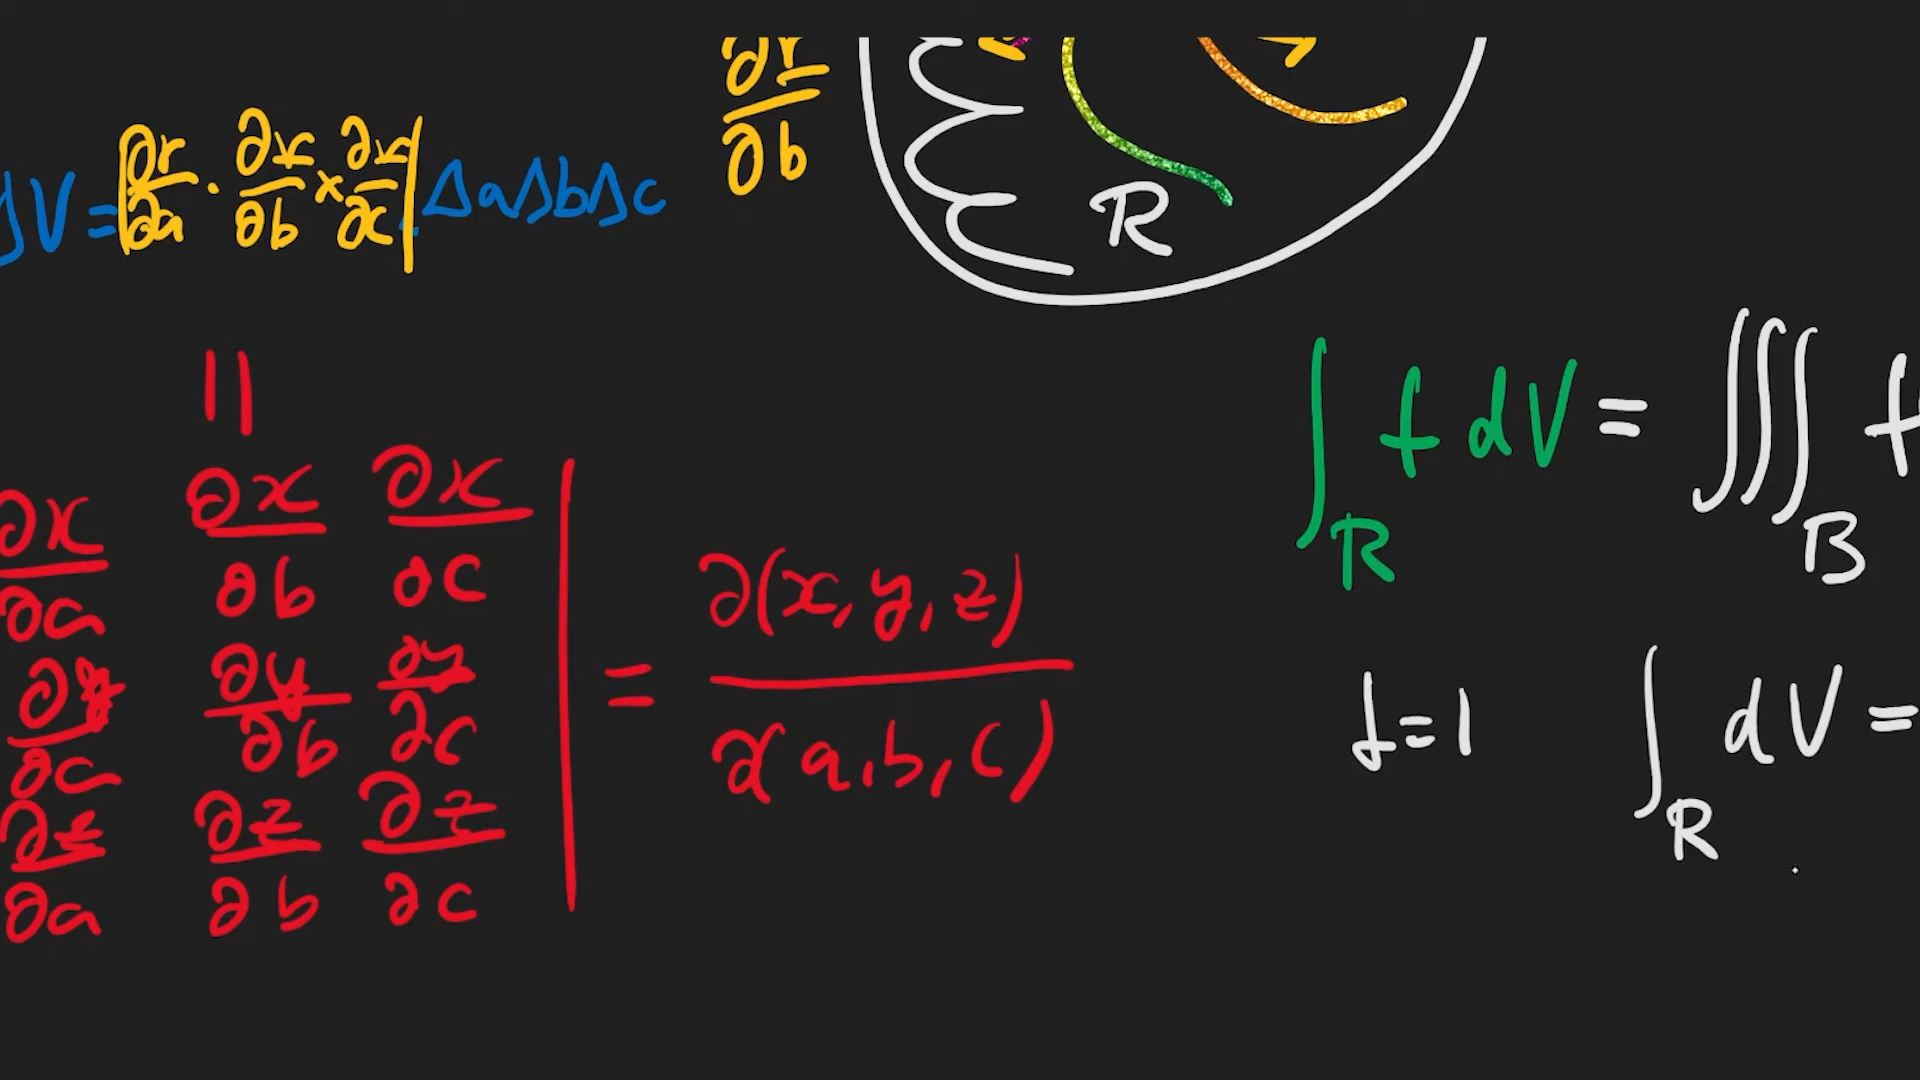 ∂r/∂b
dV = |∂r/∂a · ∂r/∂b × ∂r/∂c| ΔaΔbΔc
R
||
∫_R f dV = ∭_B f
∂x/∂a ∂x/∂b ∂x/∂c |
∂y/∂c ∂y/∂b ∂y/∂c | = ∂(x,y,z)/∂(a,b,c)
∂z/∂a ∂z/∂b ∂z/∂c |
f=1 ∫_R dV =